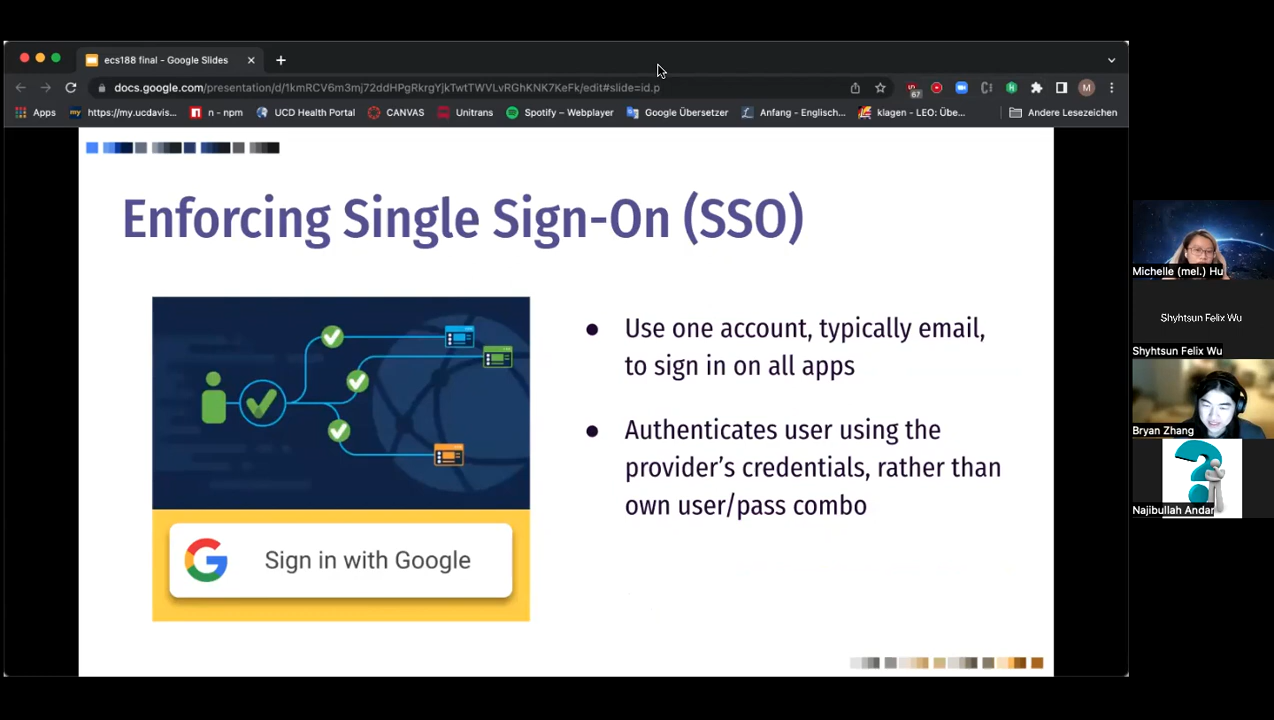 ecs188 final - Google Slides
docs.google.com/presentation/d/1kmRCV6m3mj72ddHPgRkrgYjkTwtTWVLvRGhKNK7KeFk/edit#slide=id.p
67
M
Apps
https://my.ucdavis...
n - npm
UCD Health Portal
CANVAS
Unitrans
Spotify – Webplayer
Google Übersetzer
Anfang - Englisch...
klagen - LEO: Übe...
Andere Lesezeichen
Enforcing Single Sign-On (SSO)
● Use one account, typically email,
to sign in on all apps
● Authenticates user using the
provider's credentials, rather than
own user/pass combo
Sign in with Google
Michelle (mel.) Hu
Shyhtsun Felix Wu
Shyhtsun Felix Wu
Bryan Zhang
Najibullah Andar